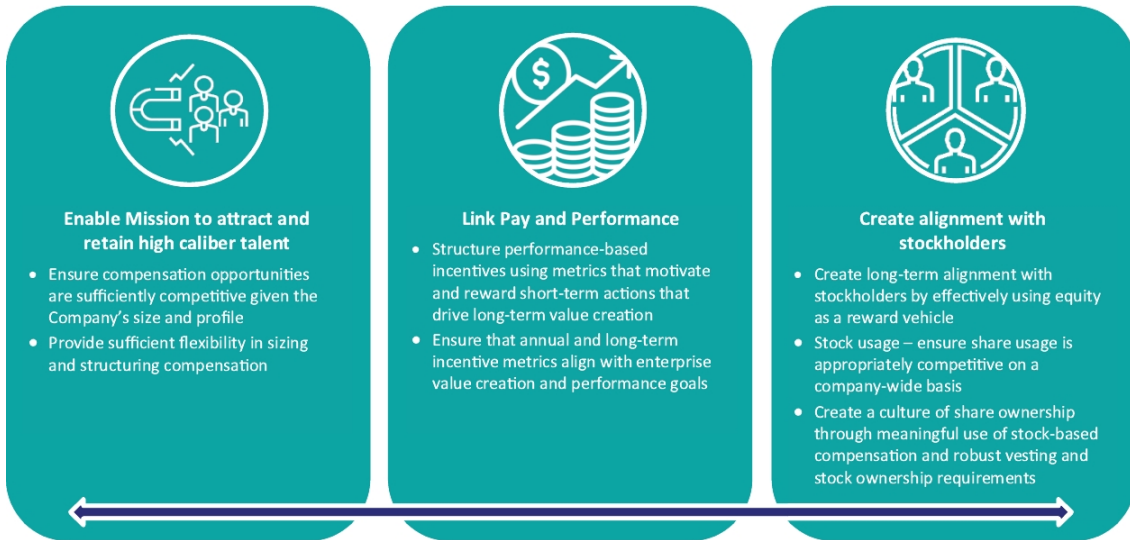 $
Enable Mission to attract and
retain high caliber talent
• Ensure compensation opportunities
are sufficiently competitive given the
Company’s size and profile
• Provide sufficient flexibility in sizing
and structuring compensation
Link Pay and Performance
• Structure performance-based
incentives using metrics that motivate
and reward short-term actions that
drive long-term value creation
• Ensure that annual and long-term
incentive metrics align with enterprise
value creation and performance goals
Create alignment with
stockholders
• Create long-term alignment with
stockholders by effectively using equity
as a reward vehicle
• Stock usage – ensure share usage is
appropriately competitive on a
company-wide basis
• Create a culture of share ownership
through meaningful use of stock-based
compensation and robust vesting and
stock ownership requirements